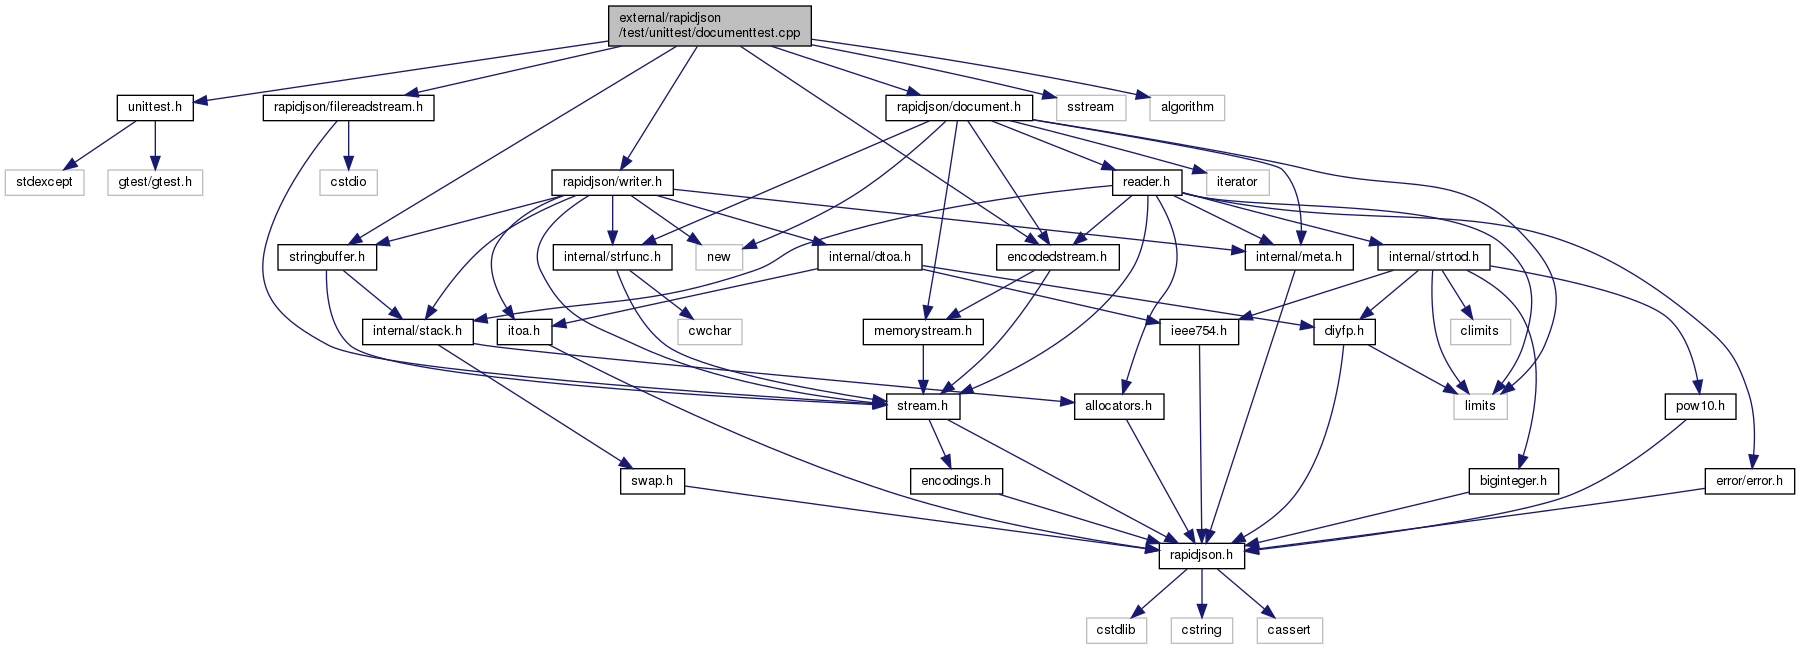 external/rapidjson
/test/unittest/documenttest.cpp
unittest.h
rapidjson/filereadstream.h
rapidjson/document.h
sstream
algorithm
stdexcept
gtest/gtest.h
cstdio
rapidjson/writer.h
reader.h
iterator
stringbuffer.h
internal/strfunc.h
new
internal/dtoa.h
encodedstream.h
internal/meta.h
internal/strtod.h
internal/stack.h
itoa.h
cwchar
memorystream.h
ieee754.h
diyfp.h
climits
stream.h
allocators.h
limits
pow10.h
swap.h
encodings.h
biginteger.h
error/error.h
rapidjson.h
cstdlib
cstring
cassert